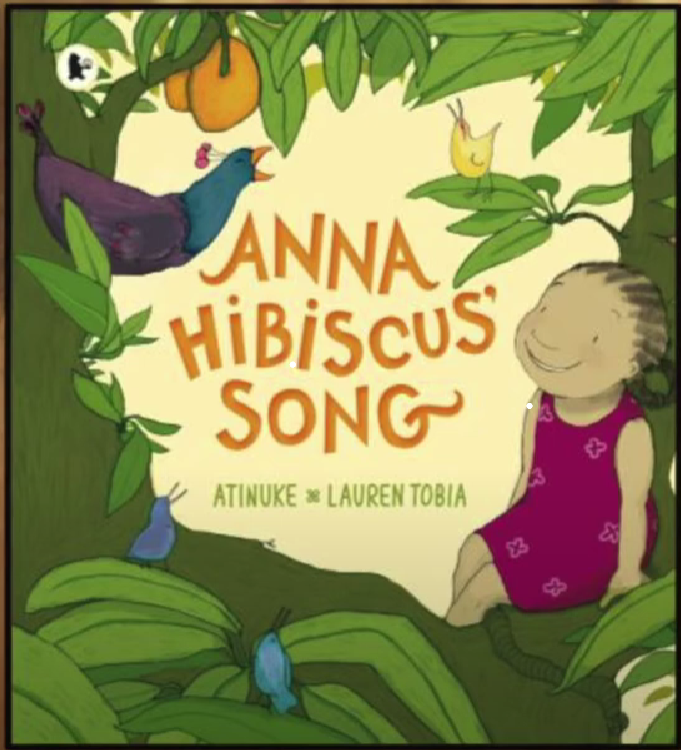 ANNA
HiBiSCUS'
SONG
ATINUKE ※ LAUREN TOBIA